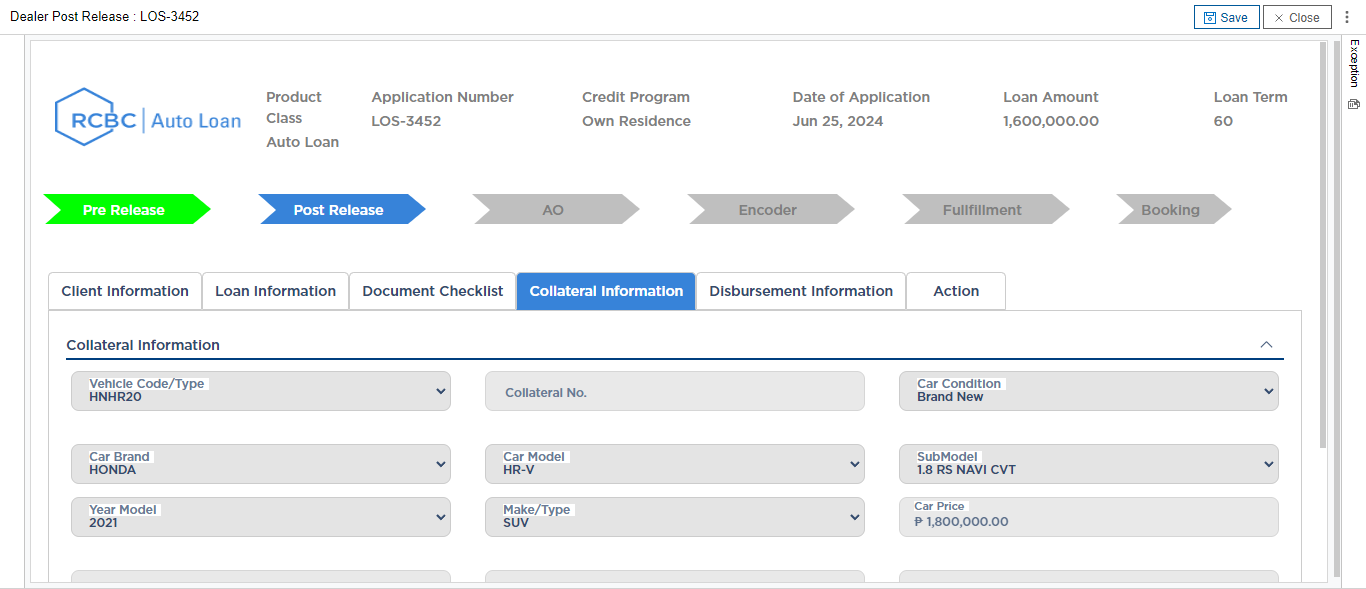 Dealer Post Release : LOS-3452
Save
Close
Exception
RCBC | Auto Loan
Product Class
Auto Loan
Application Number
LOS-3452
Credit Program
Own Residence
Date of Application
Jun 25, 2024
Loan Amount
1,600,000.00
Loan Term
60
Pre Release
Post Release
AO
Encoder
Fullfillment
Booking
Client Information
Loan Information
Document Checklist
Collateral Information
Disbursement Information
Action
Collateral Information
Vehicle Code/Type
HNHR20
Collateral No.
Car Condition
Brand New
Car Brand
HONDA
Car Model
HR-V
SubModel
1.8 RS NAVI CVT
Year Model
2021
Make/Type
SUV
Car Price
₱ 1,800,000.00